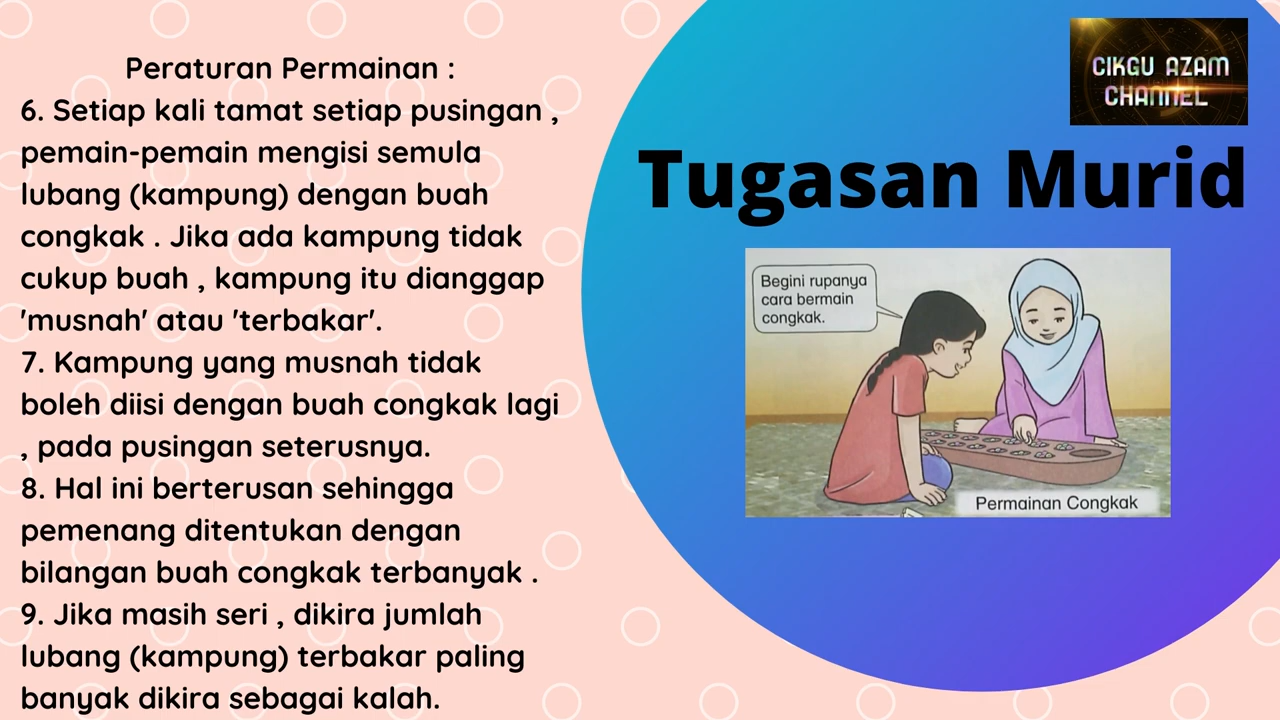 Peraturan Permainan :
6. Setiap kali tamat setiap pusingan ,
pemain-pemain mengisi semula
lubang (kampung) dengan buah
congkak . Jika ada kampung tidak
cukup buah , kampung itu dianggap
'musnah' atau 'terbakar'.
7. Kampung yang musnah tidak
boleh diisi dengan buah congkak lagi
, pada pusingan seterusnya.
8. Hal ini berterusan sehingga
pemenang ditentukan dengan
bilangan buah congkak terbanyak .
9. Jika masih seri , dikira jumlah
lubang (kampung) terbakar paling
banyak dikira sebagai kalah.
CIKGU AZAM
CHANNEL
Tugasan Murid
Begini rupanya
cara bermain
congkak.
Permainan Congkak